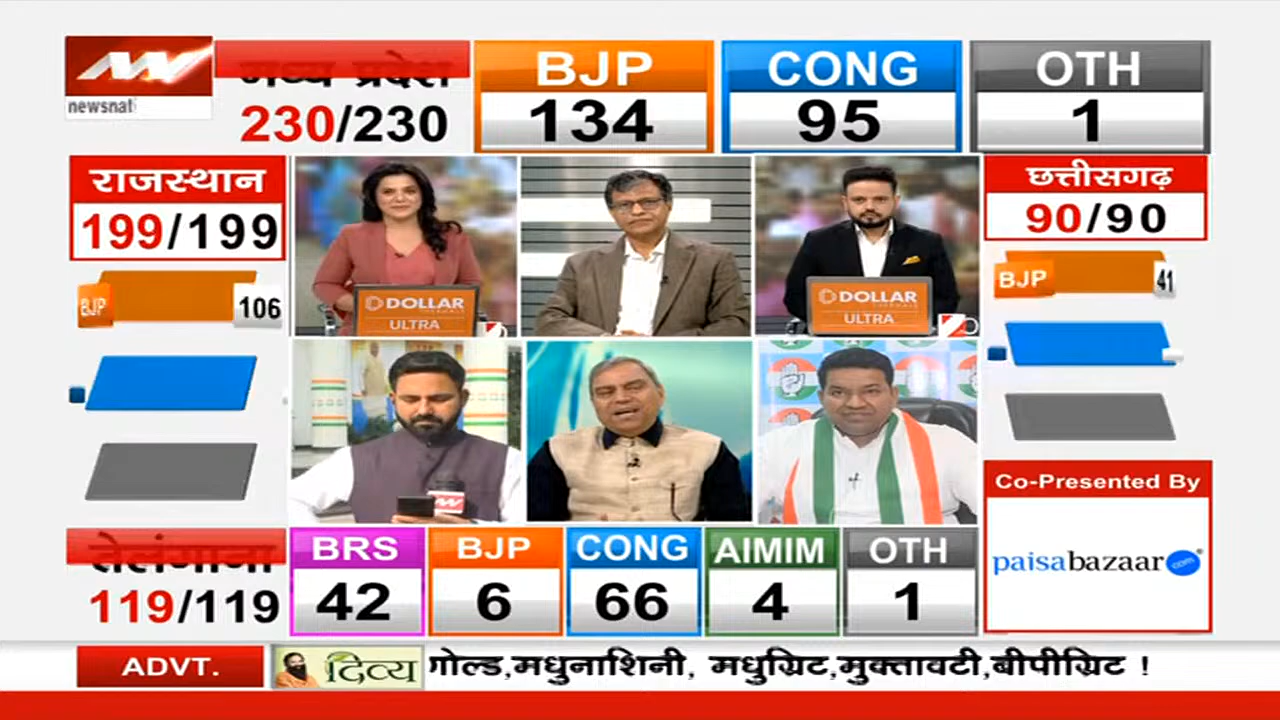 newsnat
मध्य प्रदेश
230/230
BJP
134
CONG
95
OTH
1
राजस्थान
199/199
BJP
106
छत्तीसगढ़
90/90
BJP
41
DOLLAR
ULTRA
DOLLAR
ULTRA
तेलंगाना
119/119
BRS
42
BJP
6
CONG
66
AIMIM
4
OTH
1
Co-Presented By
paisabazaar.com
ADVT.
दिव्य
गोल्ड,मधुनाशिनी, मधुग्रिट,मुक्तावटी,बीपीग्रिट !